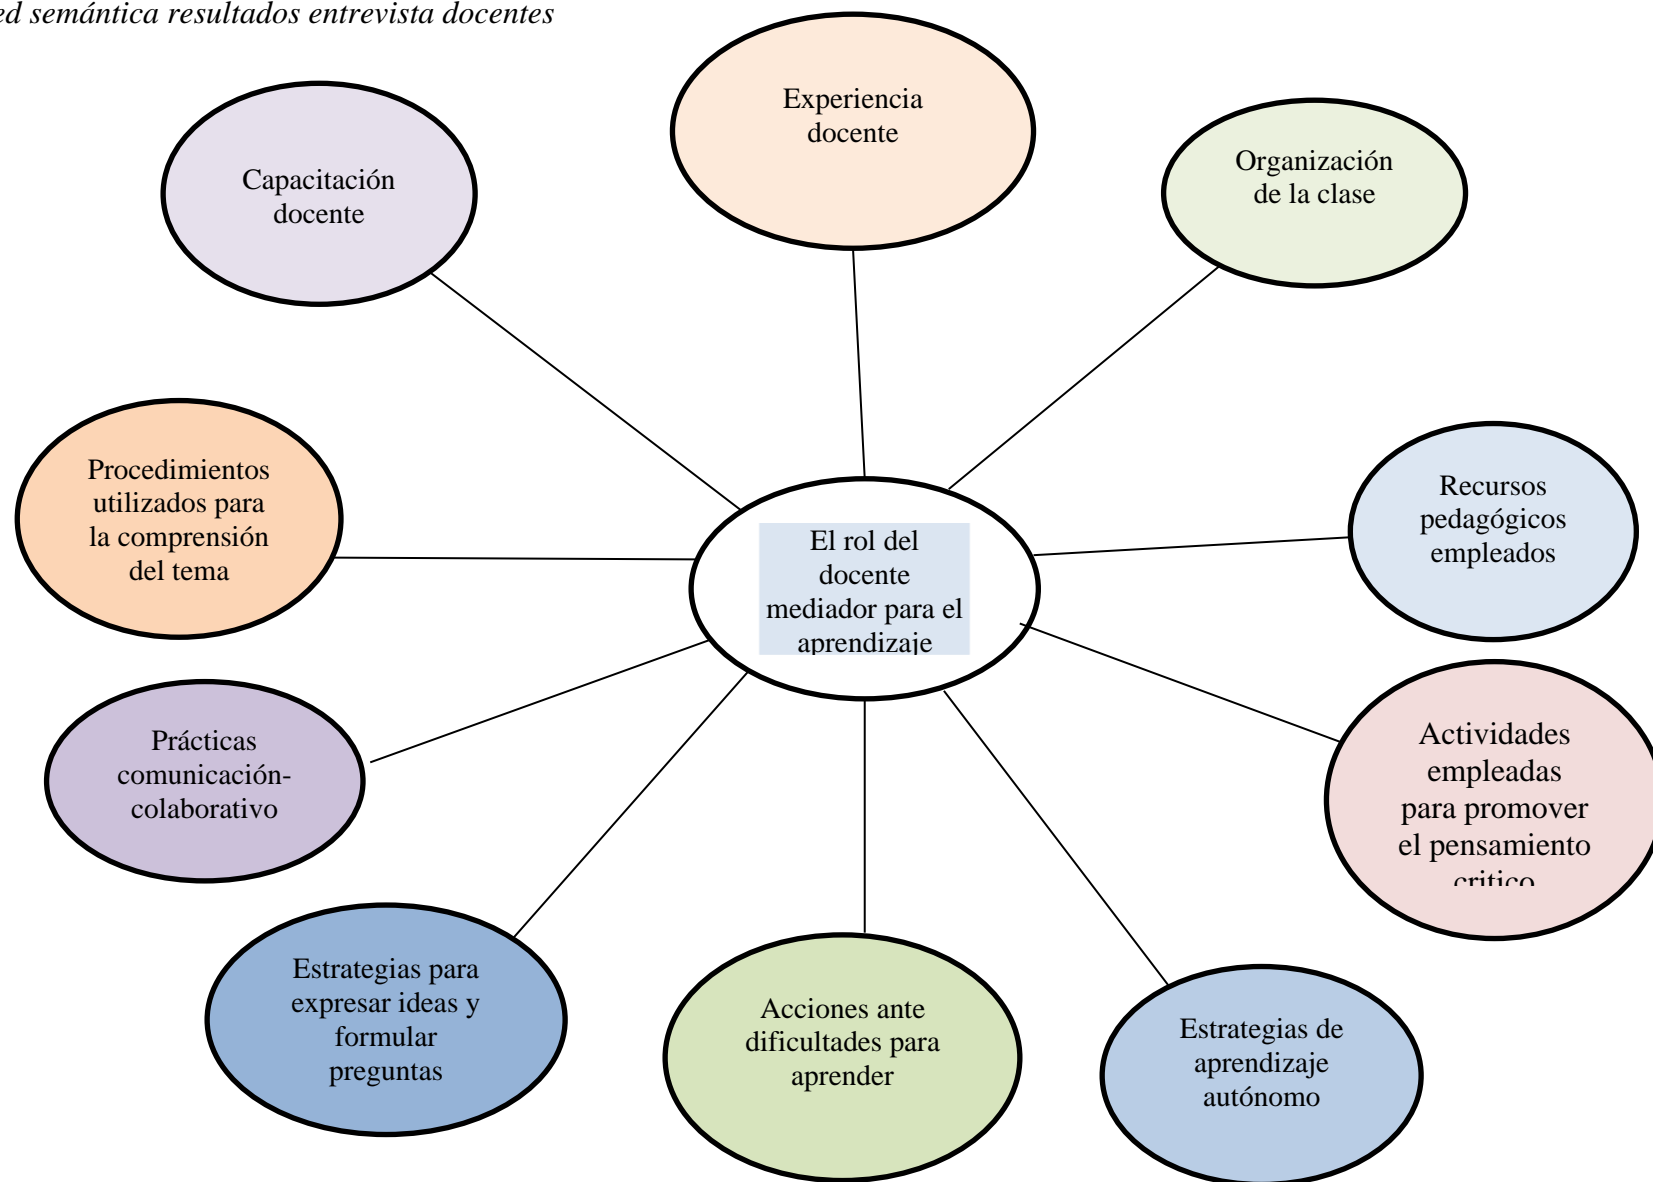 ed semántica resultados entrevista docentes
Experiencia
docente
Capacitación
docente
Organización
de la clase
Procedimientos
utilizados para
la comprensión
del tema
Recursos
pedagógicos
empleados
El rol del
docente
mediador para el
aprendizaje
Prácticas
comunicación-
colaborativo
Actividades
empleadas
para promover
el pensamiento
critico
Estrategias para
expresar ideas y
formular
preguntas
Acciones ante
dificultades para
aprender
Estrategias de
aprendizaje
autónomo